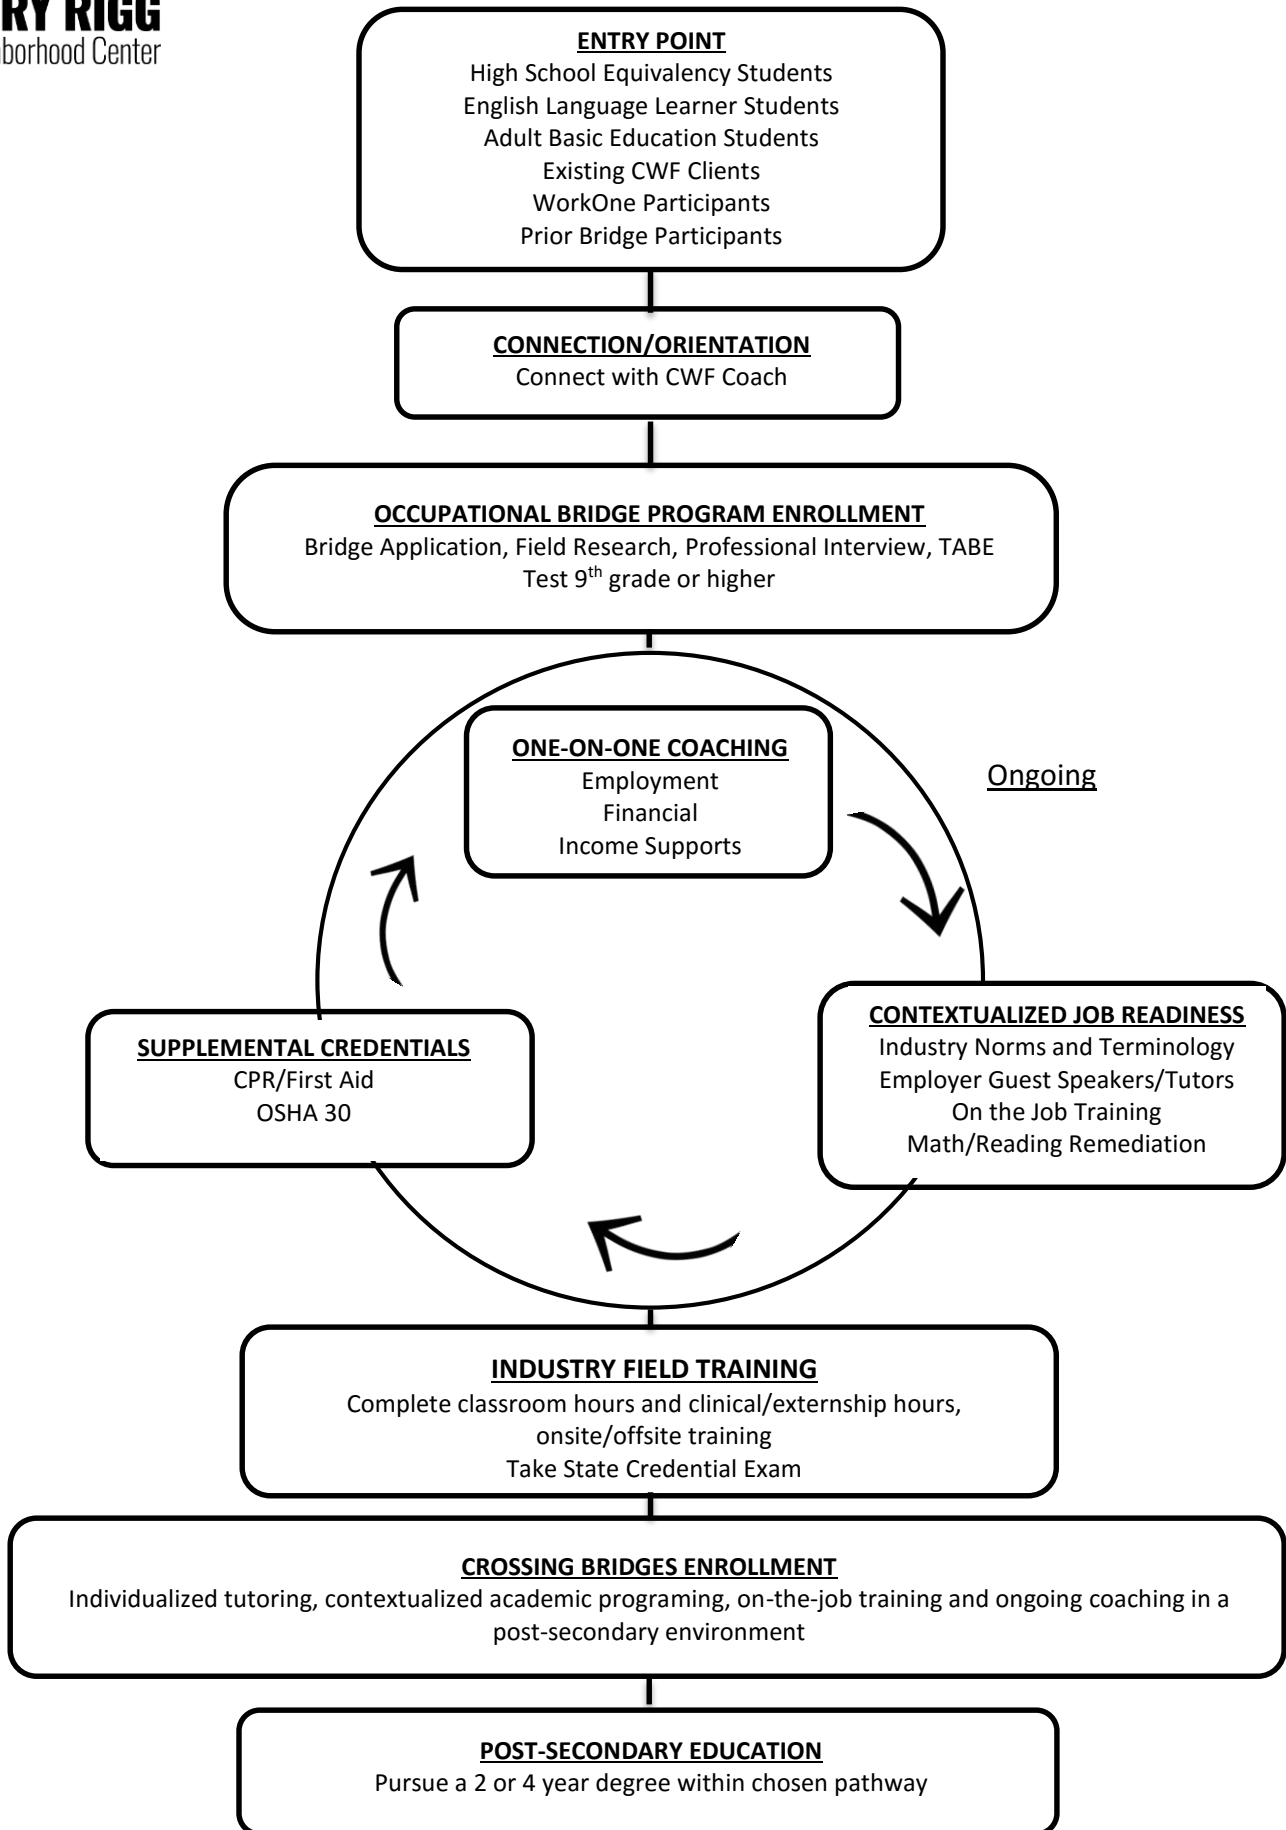 RY RIGG
borhood Center
ENTRY POINT
High School Equivalency Students
English Language Learner Students
Adult Basic Education Students
Existing CWF Clients
WorkOne Participants
Prior Bridge Participants
CONNECTION/ORIENTATION
Connect with CWF Coach
OCCUPATIONAL BRIDGE PROGRAM ENROLLMENT
Bridge Application, Field Research, Professional Interview, TABE
Test 9th grade or higher
ONE-ON-ONE COACHING
Employment
Financial
Income Supports
Ongoing
SUPPLEMENTAL CREDENTIALS
CPR/First Aid
OSHA 30
CONTEXTUALIZED JOB READINESS
Industry Norms and Terminology
Employer Guest Speakers/Tutors
On the Job Training
Math/Reading Remediation
INDUSTRY FIELD TRAINING
Complete classroom hours and clinical/externship hours,
onsite/offsite training
Take State Credential Exam
CROSSING BRIDGES ENROLLMENT
Individualized tutoring, contextualized academic programing, on-the-job training and ongoing coaching in a
post-secondary environment
POST-SECONDARY EDUCATION
Pursue a 2 or 4 year degree within chosen pathway